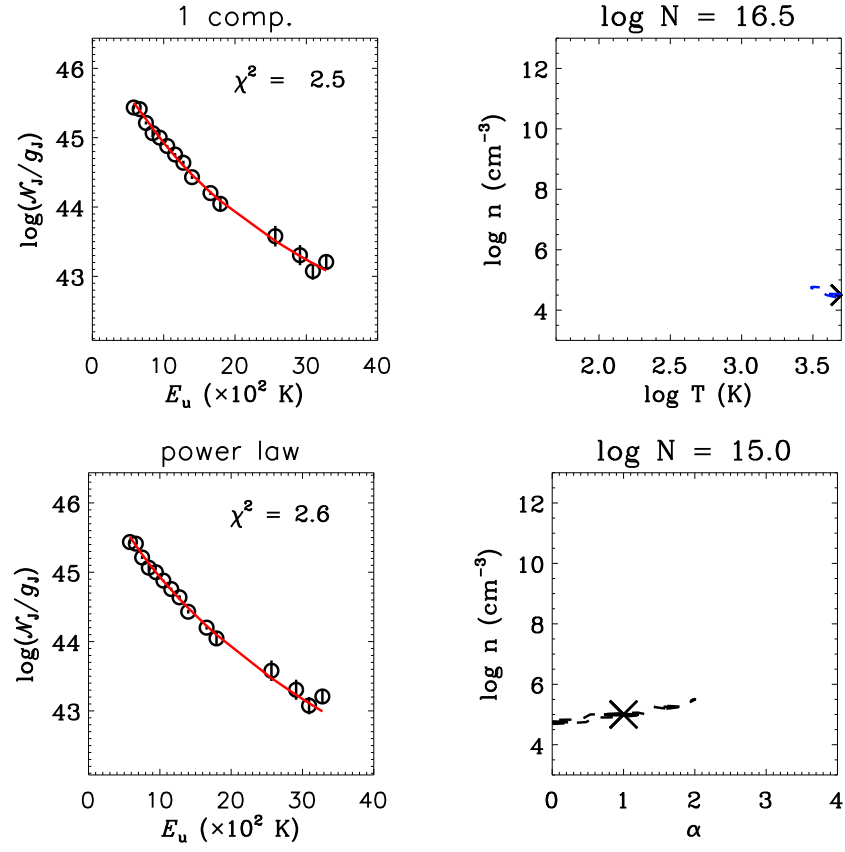 1 comp.
χ² = 2.5
46
45
44
43
log(𝒩J/gJ)
0 10 20 30 40
Eu (×10² K)
log N = 16.5
12
10
8
6
4
log n (cm⁻³)
2.0 2.5 3.0 3.5
log T (K)
power law
χ² = 2.6
46
45
44
43
log(𝒩J/gJ)
0 10 20 30 40
Eu (×10² K)
log N = 15.0
12
10
8
6
4
log n (cm⁻³)
0 1 2 3 4
α